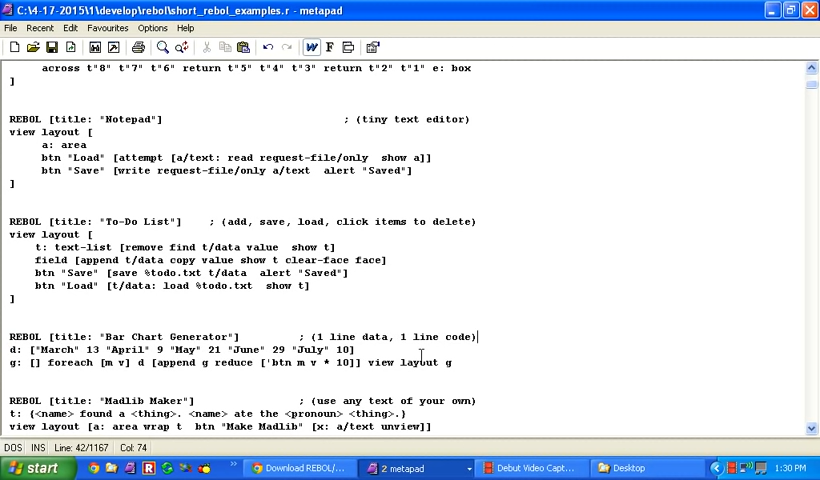 C:\4-17-2015\1\develop\rebol\short_rebol_examples.r - metapad
File Recent Edit Favourites Options Help
across t"8" t"7" t"6" return t"5" t"4" t"3" return t"2" t"1" e: box
]
REBOL [title: "Notepad"] ; (tiny text editor)
view layout [
a: area
btn "Load" [attempt [a/text: read request-file/only show a]]
btn "Save" [write request-file/only a/text alert "Saved"]
]
REBOL [title: "To-Do List"] ; (add, save, load, click items to delete)
view layout [
t: text-list [remove find t/data value show t]
field [append t/data copy value show t clear-face face]
btn "Save" [save %todo.txt t/data alert "Saved"]
btn "Load" [t/data: load %todo.txt show t]
]
REBOL [title: "Bar Chart Generator"] ; (1 line data, 1 line code)
d: ["March" 13 "April" 9 "May" 21 "June" 29 "July" 10]
g: [] foreach [m v] d [append g reduce ['btn m v * 10]] view layout g
REBOL [title: "Madlib Maker"] ; (use any text of your own)
t: {<name> found a <thing>. <name> ate the <pronoun> <thing>.}
view layout [a: area wrap t btn "Make Madlib" [x: a/text unview]]
DOS INS Line: 42/1167 Col: 74
start Download REBOL/... 2 metapad Debut Video Capt... Desktop 1:30 PM